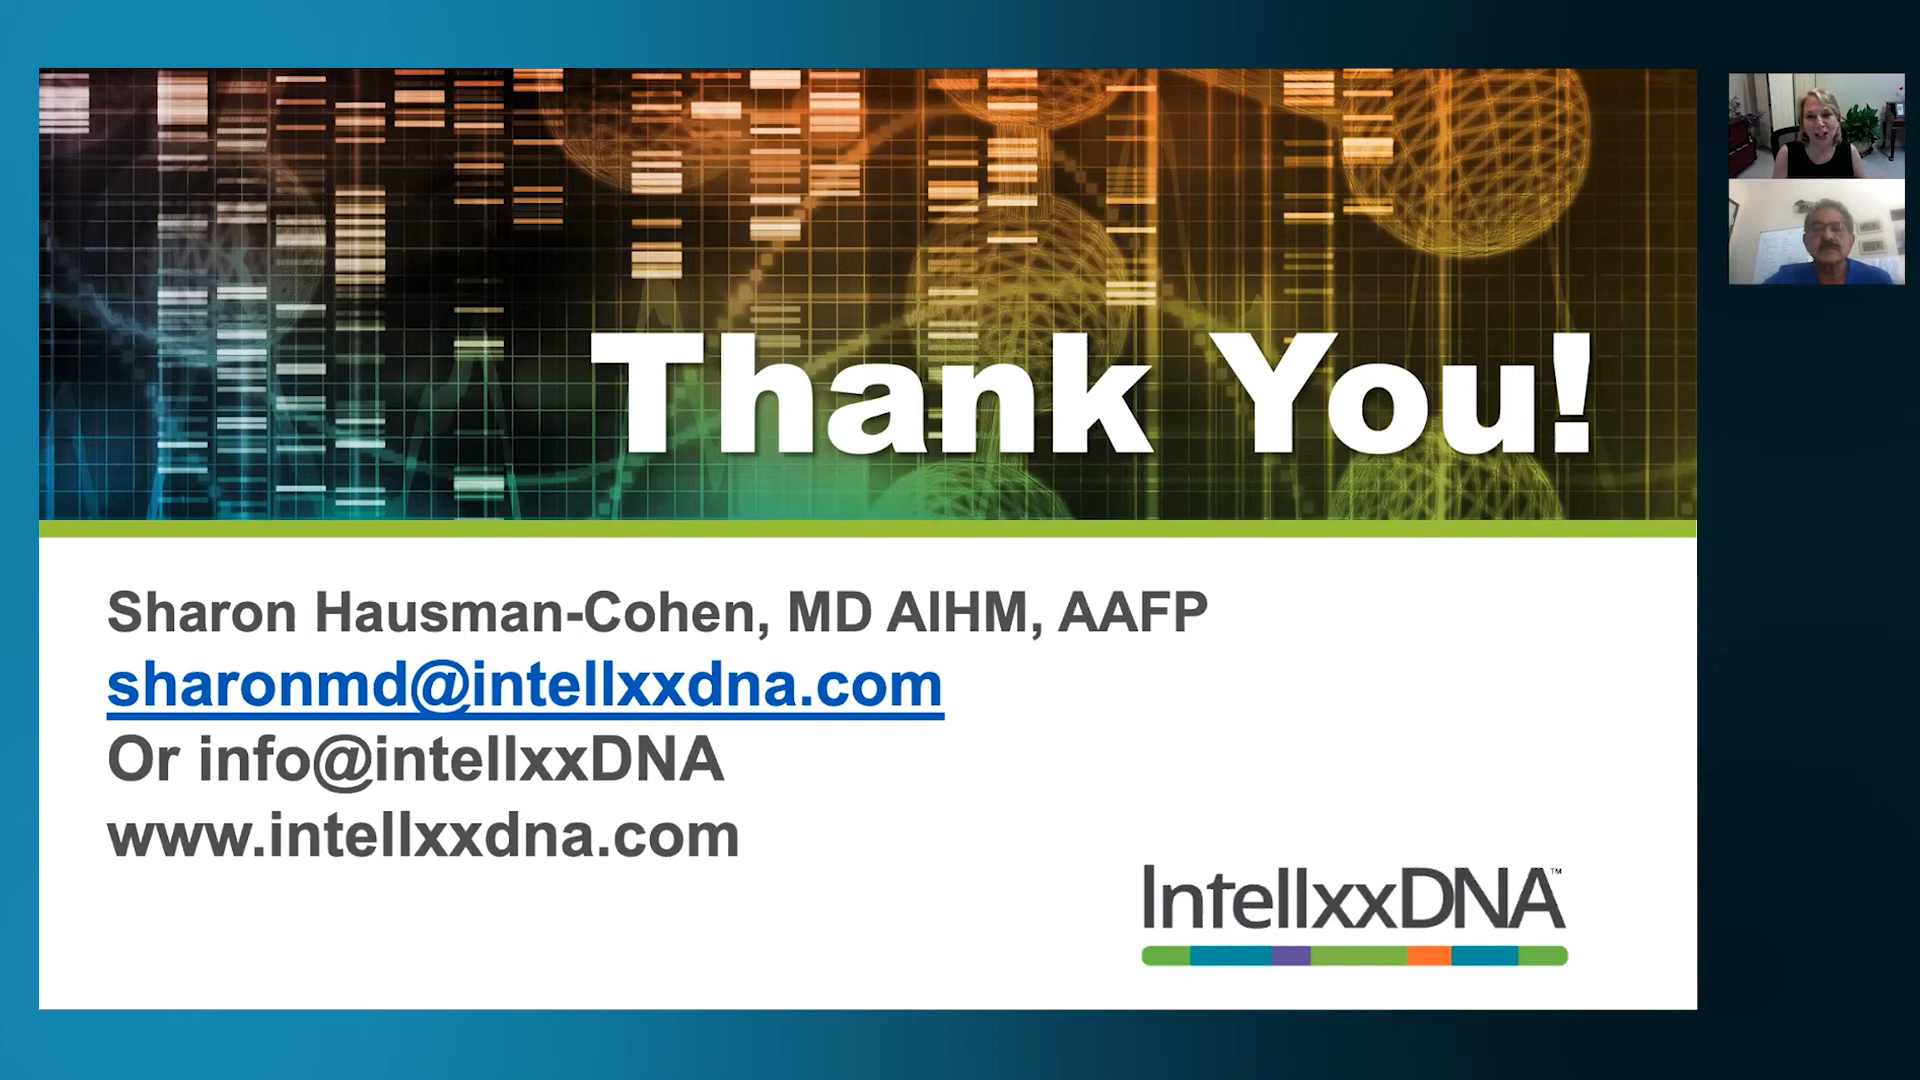 Thank You!
Sharon Hausman-Cohen, MD AIHM, AAFP
sharonmd@intellxxdna.com
Or info@intellxxDNA
www.intellxxdna.com
IntellxxDNA™